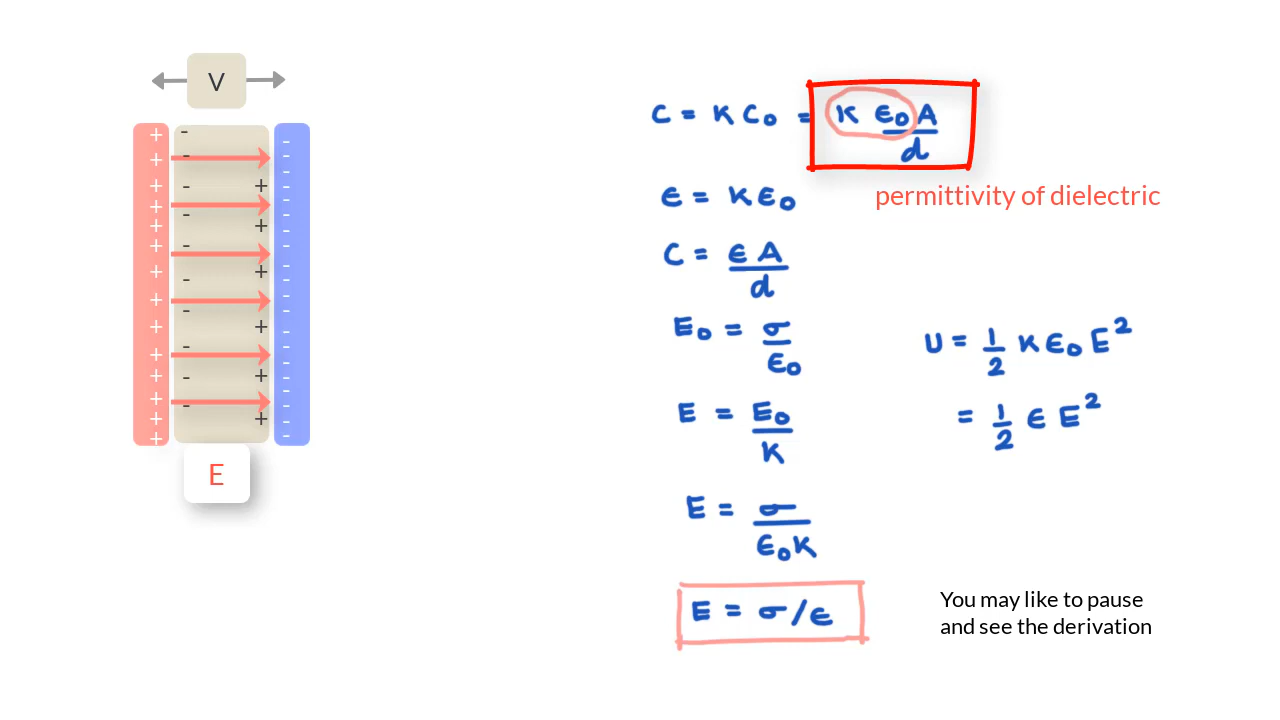 V
E
C = K C₀ = K ϵ₀ A / d
permittivity of dielectric
ϵ = K ϵ₀
C = ϵ A / d
E₀ = σ / ϵ₀
E = E₀ / K
E = σ / ϵ₀ K
E = σ/ϵ
U = 1/2 K ϵ₀ E²
= 1/2 ϵ E²
You may like to pause
and see the derivation